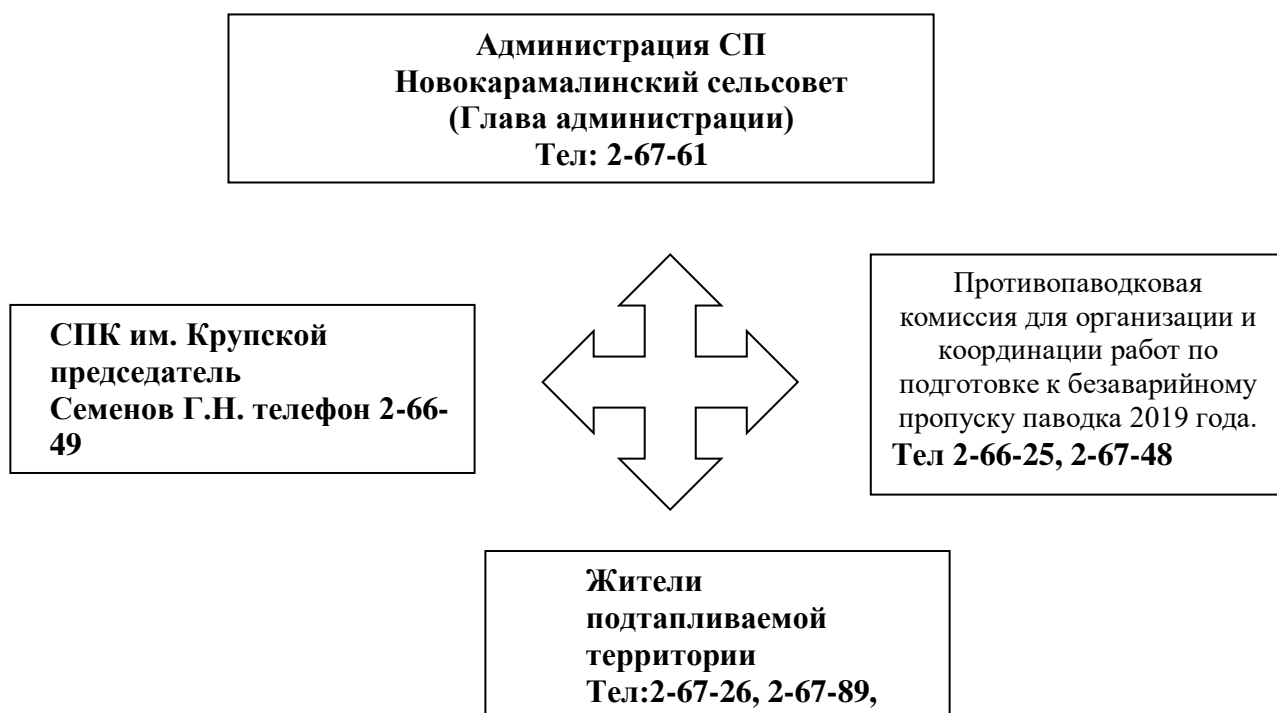 Администрация СП
Новокарамалинский сельсовет
(Глава администрации)
Тел: 2-67-61
СПК им. Крупской
председатель
Семенов Г.Н. телефон 2-66-
49
Противопаводковая
комиссия для организации и
координации работ по
подготовке к безаварийному
пропуску паводка 2019 года.
Тел 2-66-25, 2-67-48
Жители
подтапливаемой
территории
Тел:2-67-26, 2-67-89,